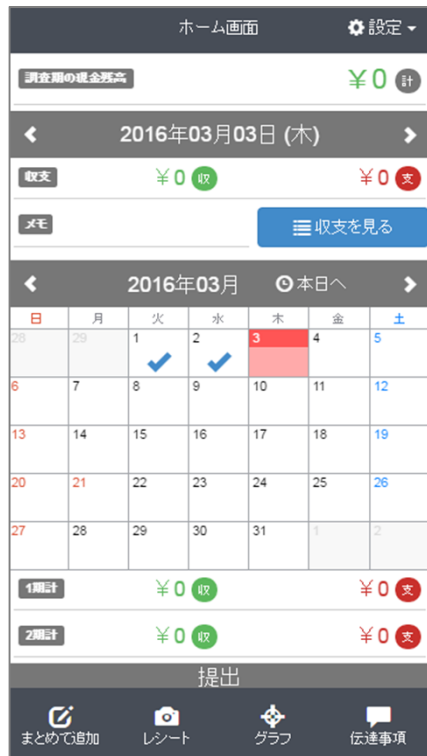 ホーム画面 設定
調査期の現金残高 ¥0 計
2016年03月03日 (木)
収支 ¥0 収 ¥0 支
メモ 収支を見る
2016年03月 本日へ
日 月 火 水 木 金 土
28 29 1 2 3 4 5
6 7 8 9 10 11 12
13 14 15 16 17 18 19
20 21 22 23 24 25 26
27 28 29 30 31 1 2
1期計 ¥0 収 ¥0 支
2期計 ¥0 収 ¥0 支
提出
まとめて追加 レシート グラフ 伝達事項